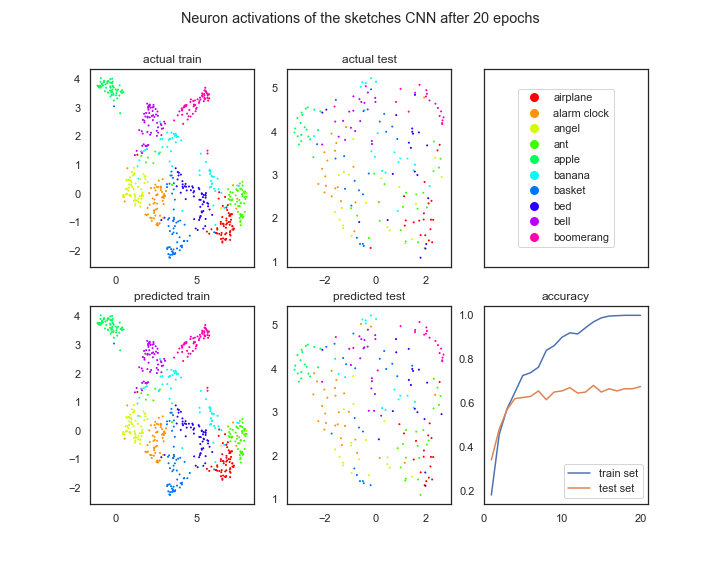 Neuron activations of the sketches CNN after 20 epochs
actual train
4
3
2
1
0
−1
−2
0 5
actual test
5
4
3
2
1
−2 0 2
airplane
alarm clock
angel
ant
apple
banana
basket
bed
bell
boomerang
predicted train
4
3
2
1
0
−1
−2
0 5
predicted test
5
4
3
2
1
−2 0 2
accuracy
1.0
0.8
0.6
0.4
0.2
0 10 20
train set
test set